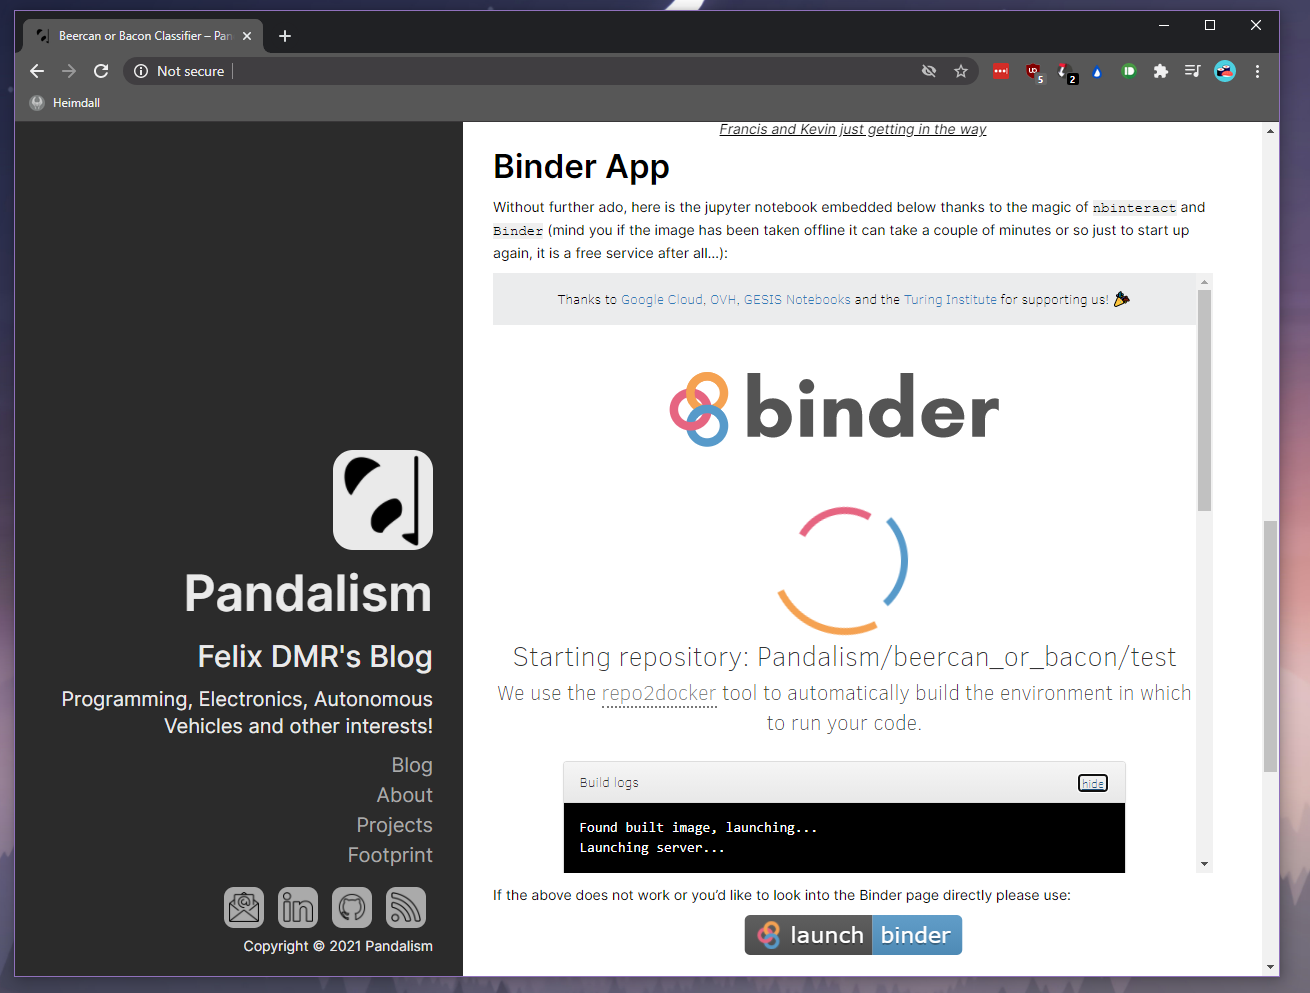 Beercan or Bacon Classifier – Pan
Not sec​ure
5
2
Heimdall
Francis and Kevin just getting in the way
Binder App
Without further ado, here is the jupyter notebook embedded below thanks to the magic of nbinteract and
Binder (mind you if the image has been taken offline it can take a couple of minutes or so just to start up
again, it is a free service after all...):
Thanks to Google Cloud, OVH, GESIS Notebooks and the Turing Institute for supporting us! 🎉
binder
Starting repository: Pandalism/beercan_or_bacon/test
We use the repo2docker tool to automatically build the environment in which
to run your code.
Build logs
hide
Found built image, launching...
Launching server...
If the above does not work or you'd like to look into the Binder page directly please use:
launch binder
Pandalism
Felix DMR's Blog
Programming, Electronics, Autonomous
Vehicles and other interests!
Blog
About
Projects
Footprint
in
Copyright © 2021 Pandalism